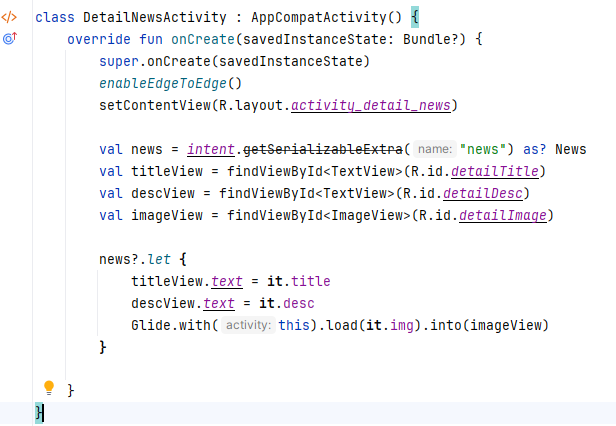 class DetailNewsActivity : AppCompatActivity() {
    override fun onCreate(savedInstanceState: Bundle?) {
        super.onCreate(savedInstanceState)
        enableEdgeToEdge()
        setContentView(R.layout.activity_detail_news)

        val news = intent.getSerializableExtra( name: "news") as? News
        val titleView = findViewById<TextView>(R.id.detailTitle)
        val descView = findViewById<TextView>(R.id.detailDesc)
        val imageView = findViewById<ImageView>(R.id.detailImage)

        news?.let {
            titleView.text = it.title
            descView.text = it.desc
            Glide.with( activity: this).load(it.img).into(imageView)
        }

    }
}